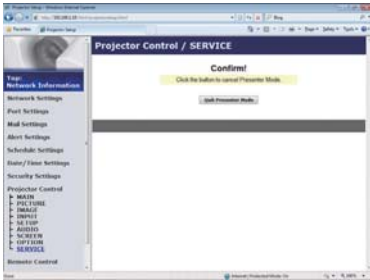 Projector Control / SERVICE
Confirm!
Click the button to cancel Presenter Mode.
Quit Presenter Mode
Top:
Network Information
Network Settings
Port Settings
Mail Settings
Alert Settings
Schedule Settings
Date/Time Settings
Security Settings
Projector Control
MAIN
PICTURE
IMAGE
INPUT
SETUP
AUDIO
SCREEN
OPTION
SERVICE
Remote Control